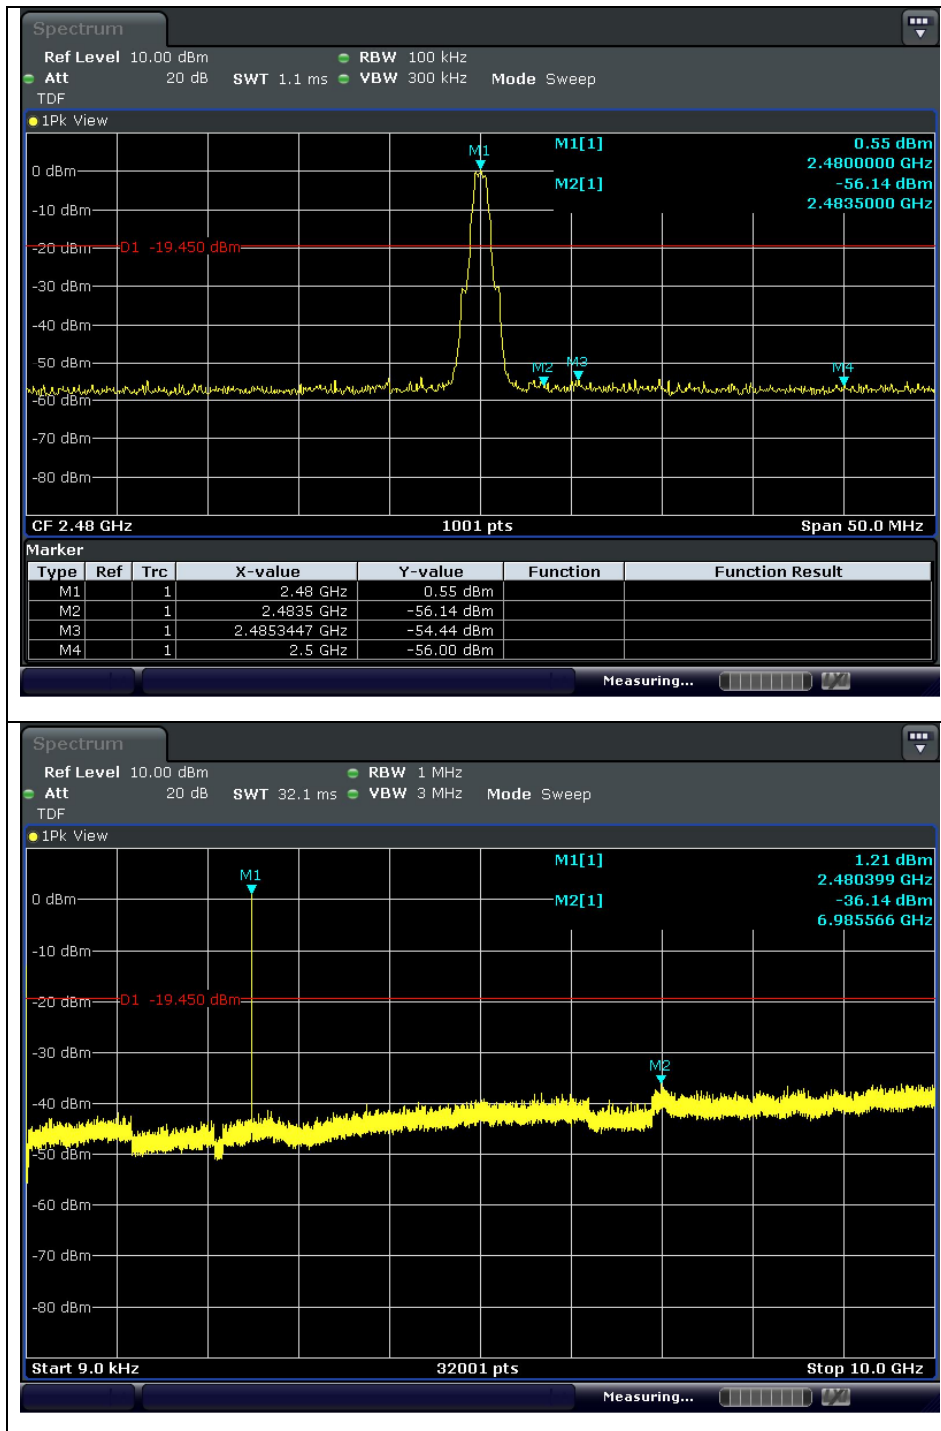 Spectrum
Ref Level 10.00 dBm RBW 100 kHz
Att 20 dB SWT 1.1 ms VBW 300 kHz Mode Sweep
TDF
1Pk View
M1[1] 0.55 dBm
2.4800000 GHz
M2[1] -56.14 dBm
2.4835000 GHz
M1
0 dBm
-10 dBm
-20 dBm
D1 -19.450 dBm
-30 dBm
-40 dBm
-50 dBm
M2 M3 M4
-60 dBm
-70 dBm
-80 dBm
CF 2.48 GHz 1001 pts Span 50.0 MHz
Marker
Type Ref Trc X-value Y-value Function Function Result
M1 1 2.48 GHz 0.55 dBm
M2 1 2.4835 GHz -56.14 dBm
M3 1 2.4853447 GHz -54.44 dBm
M4 1 2.5 GHz -56.00 dBm
Measuring...
Spectrum
Ref Level 10.00 dBm RBW 1 MHz
Att 20 dB SWT 32.1 ms VBW 3 MHz Mode Sweep
TDF
1Pk View
M1[1] 1.21 dBm
2.480399 GHz
M2[1] -36.14 dBm
6.985566 GHz
M1
0 dBm
-10 dBm
-20 dBm
D1 -19.450 dBm
-30 dBm
M2
-40 dBm
-50 dBm
-60 dBm
-70 dBm
-80 dBm
Start 9.0 kHz 32001 pts Stop 10.0 GHz
Measuring...